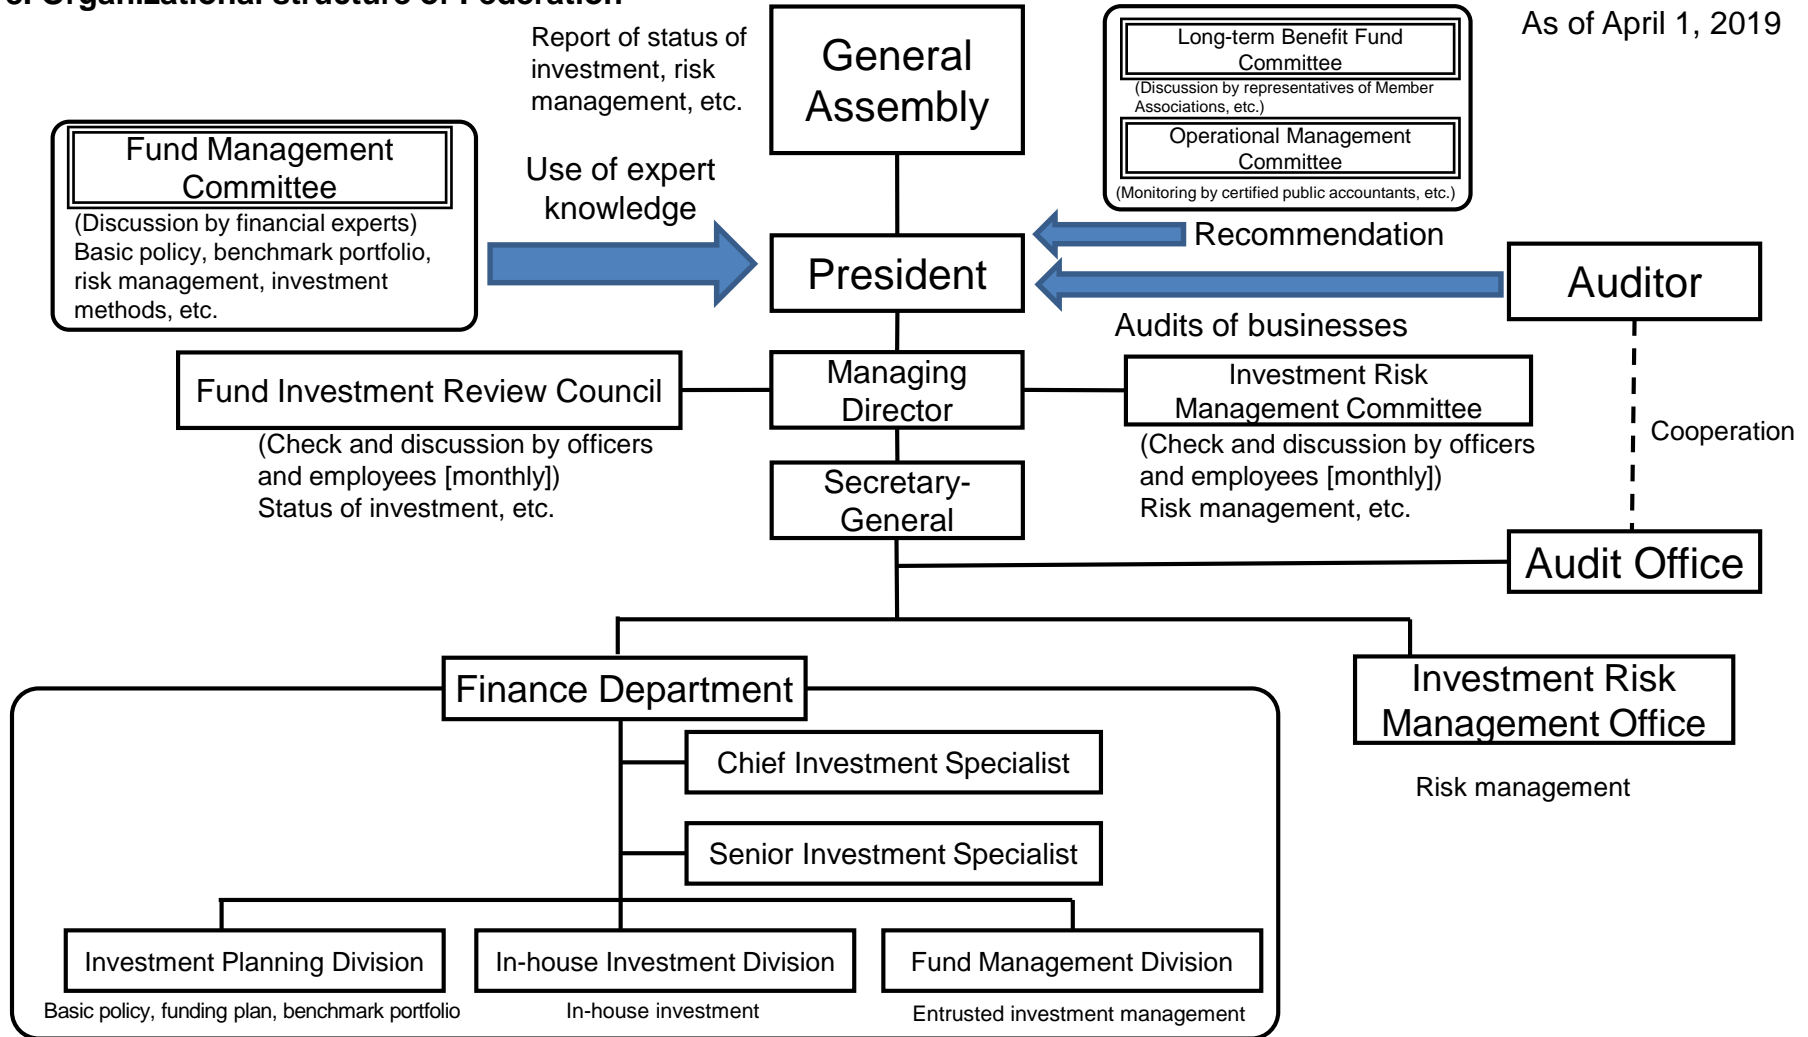 Organizational structure of Federation
As of April 1, 2019
Report of status of
investment, risk
management, etc.
General
Assembly
Long-term Benefit Fund
Committee
(Discussion by representatives of Member
Associations, etc.)
Operational Management
Committee
(Monitoring by certified public accountants, etc.)
Fund Management
Committee
(Discussion by financial experts)
Basic policy, benchmark portfolio,
risk management, investment
methods, etc.
Use of expert
knowledge
Recommendation
President
Auditor
Audits of businesses
Fund Investment Review Council
(Check and discussion by officers
and employees [monthly])
Status of investment, etc.
Managing
Director
Investment Risk
Management Committee
(Check and discussion by officers
and employees [monthly])
Risk management, etc.
Cooperation
Secretary-
General
Audit Office
Finance Department
Investment Risk
Management Office
Risk management
Chief Investment Specialist
Senior Investment Specialist
Investment Planning Division
Basic policy, funding plan, benchmark portfolio
In-house Investment Division
In-house investment
Fund Management Division
Entrusted investment management